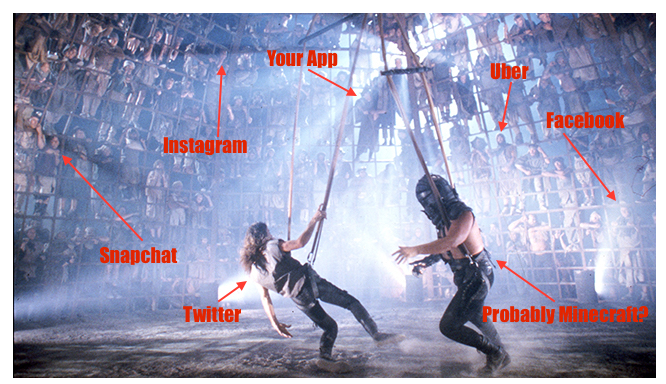 Your App
Uber
Facebook
Instagram
Snapchat
Twitter
Probably Minecraft?